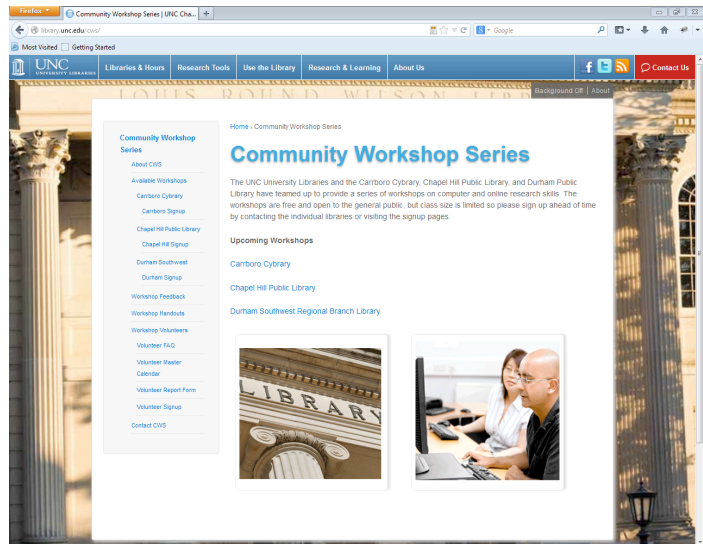 Firefox
Community Workshop Series | UNC Cha...
library.unc.edu/cws/
Google
Most Visited
Getting Started
UNC
UNIVERSITY LIBRARIES
Libraries & Hours
Research Tools
Use the Library
Research & Learning
About Us
Contact Us
LOUIS ROUND WILSON LIB
Background Off | About
Home › Community Workshop Series
Community Workshop
Series
About CWS
Available Workshops
Carrboro Cybrary
Carrboro Signup
Chapel Hill Public Library
Chapel Hill Signup
Durham Southwest
Durham Signup
Workshop Feedback
Workshop Handouts
Workshop Volunteers
Volunteer FAQ
Volunteer Master
Calendar
Volunteer Report Form
Volunteer Signup
Contact CWS
Community Workshop Series
The UNC University Libraries and the Carrboro Cybrary, Chapel Hill Public Library, and Durham Public
Library have teamed up to provide a series of workshops on computer and online research skills. The
workshops are free and open to the general public, but class size is limited so please sign up ahead of time
by contacting the individual libraries or visiting the signup pages.
Upcoming Workshops
Carrboro Cybrary
Chapel Hill Public Library
Durham Southwest Regional Branch Library
LIBRARY